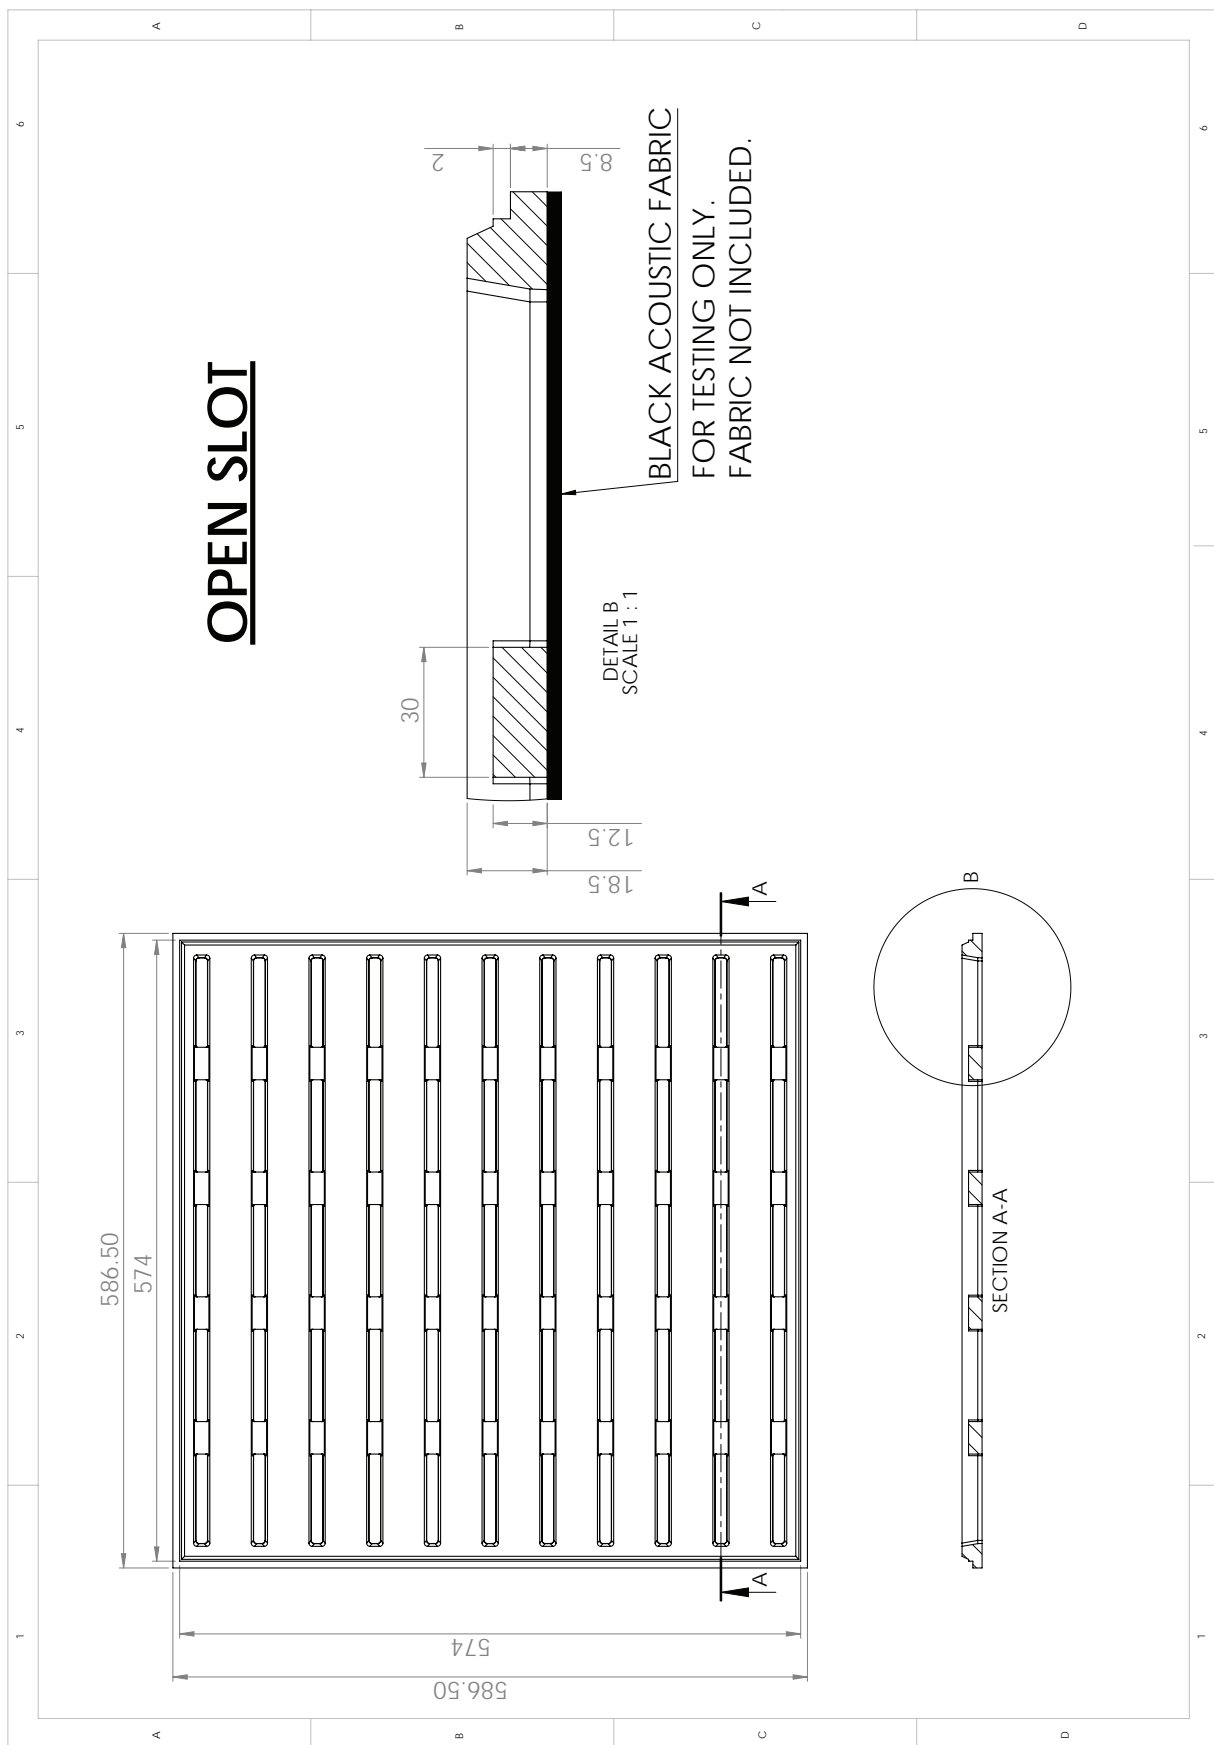 A
B
C
D
6
6
5
5
4
4
3
3
2
2
1
1
A
B
C
D
OPEN SLOT
586.50
574
574
586.50
A
A
SECTION A-A
B
30
12.5
18.5
2
8.5
DETAIL B
SCALE 1 : 1
BLACK ACOUSTIC FABRIC
FOR TESTING ONLY.
FABRIC NOT INCLUDED.